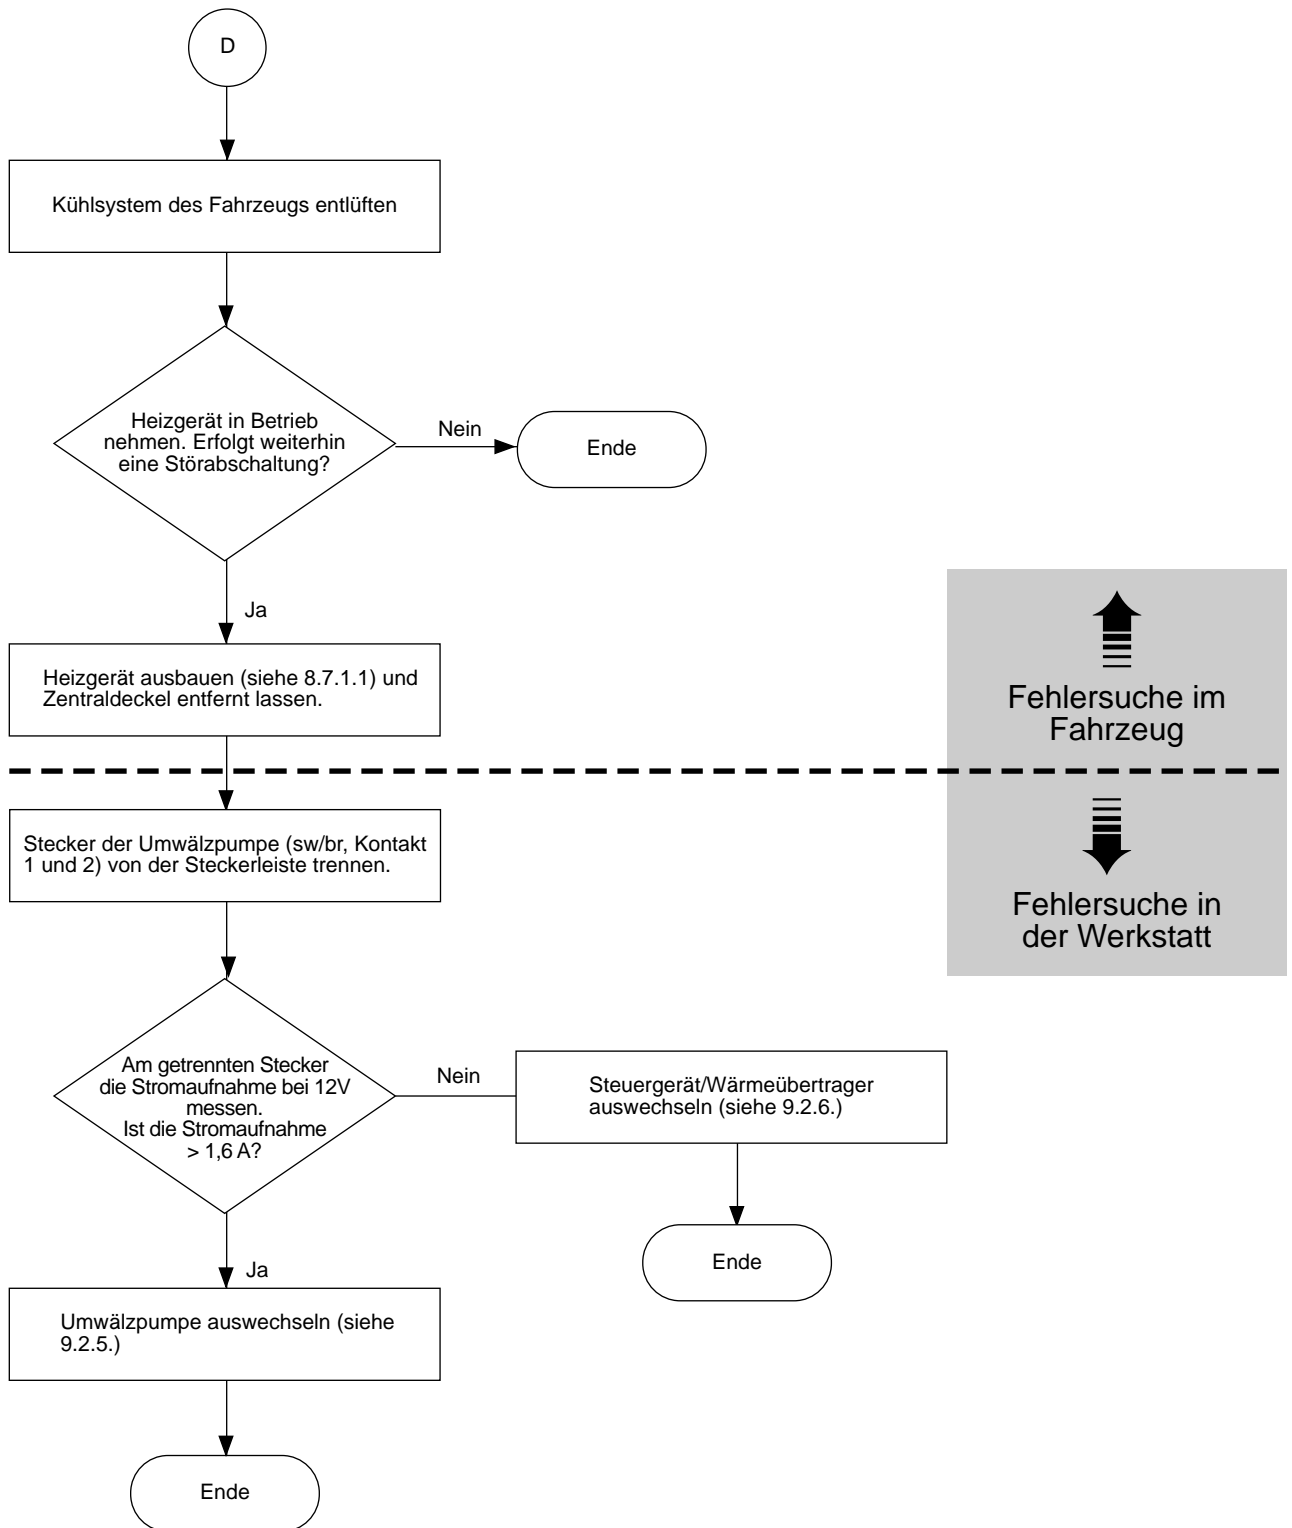 D
Kühlsystem des Fahrzeugs entlüften
Heizgerät in Betrieb
nehmen. Erfolgt weiterhin
eine Störabschaltung?
Nein
Ende
Ja
Heizgerät ausbauen (siehe 8.7.1.1) und
Zentraldeckel entfernt lassen.
Fehlersuche im
Fahrzeug
Stecker der Umwälzpumpe (sw/br, Kontakt
1 und 2) von der Steckerleiste trennen.
Fehlersuche in
der Werkstatt
Am getrennten Stecker
die Stromaufnahme bei 12V
messen.
Ist die Stromaufnahme
> 1,6 A?
Nein
Steuergerät/Wärmeübertrager
auswechseln (siehe 9.2.6.)
Ende
Ja
Umwälzpumpe auswechseln (siehe
9.2.5.)
Ende